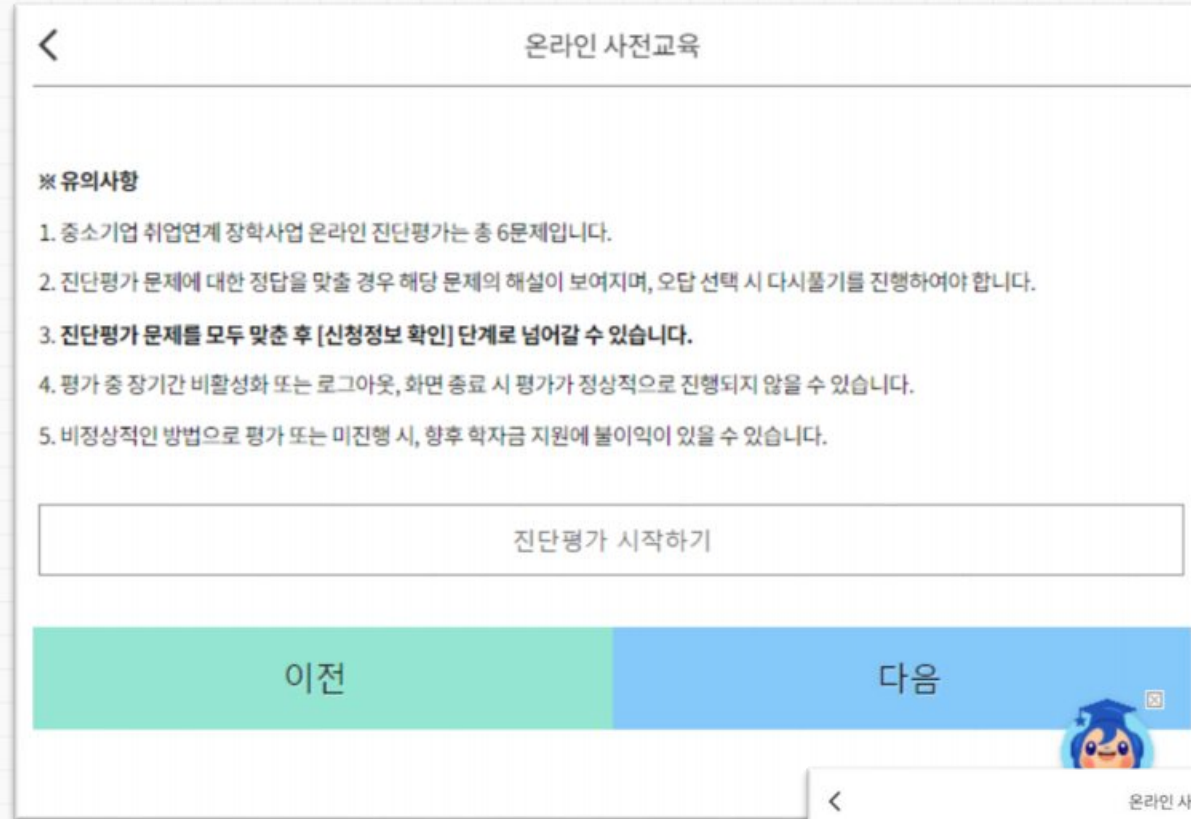 온라인 사전교육
※ 유의사항
1. 중소기업 취업연계 장학사업 온라인 진단평가는 총 6문제입니다.
2. 진단평가 문제에 대한 정답을 맞출 경우 해당 문제의 해설이 보여지며, 오답 선택 시 다시풀기를 진행하여야 합니다.
3. 진단평가 문제를 모두 맞춘 후 [신청정보 확인] 단계로 넘어갈 수 있습니다.
4. 평가 중 장기간 비활성화 또는 로그아웃, 화면 종료 시 평가가 정상적으로 진행되지 않을 수 있습니다.
5. 비정상적인 방법으로 평가 또는 미진행 시, 향후 학자금 지원에 불이익이 있을 수 있습니다.
진단평가 시작하기
이전 다음
온라인 사